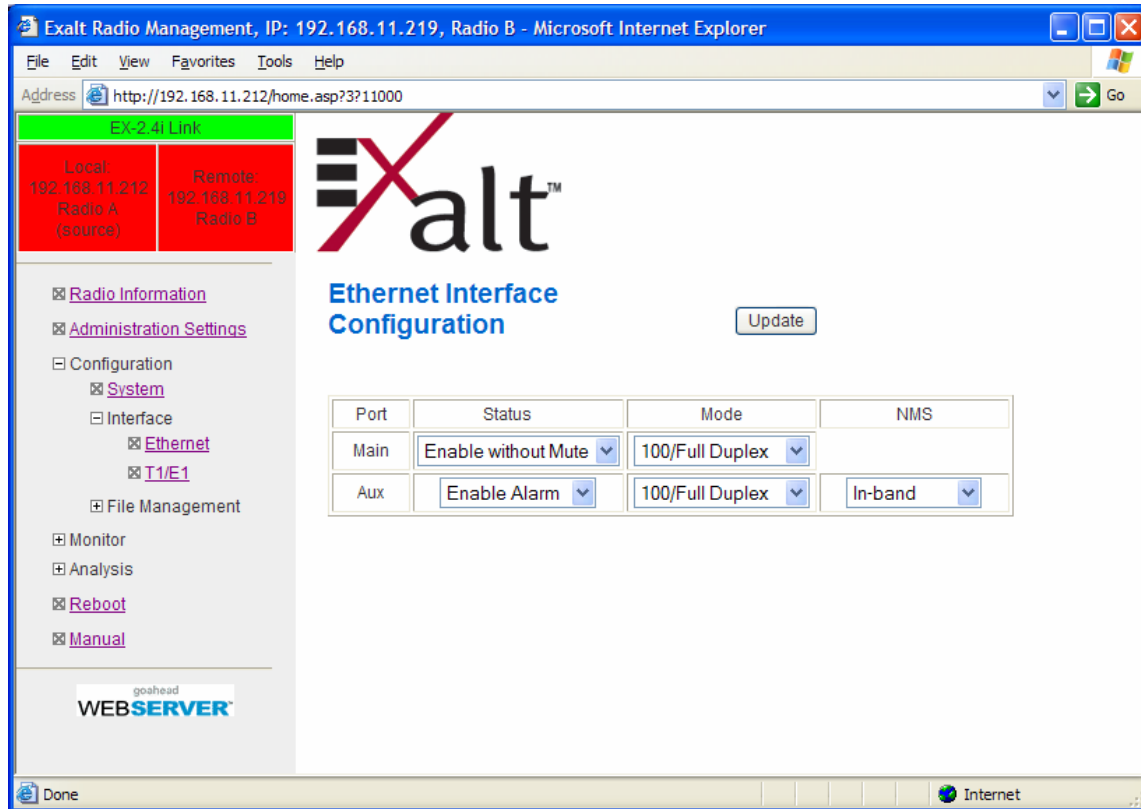 Exalt Radio Management, IP: 192.168.11.219, Radio B - Microsoft Internet Explorer
File Edit View Favorites Tools Help
Address http://192.168.11.212/home.asp?3?11000 Go
EX-2.4i Link
Local:
192.168.11.212
Radio A
(source)
Remote:
192.168.11.219
Radio B
Exalt™
Radio Information
Administration Settings
Configuration
System
Interface
Ethernet
T1/E1
File Management
Monitor
Analysis
Reboot
Manual
goahead
WEBSERVER™
Ethernet Interface
Configuration
Update
Port Status Mode NMS
Main Enable without Mute 100/Full Duplex
Aux Enable Alarm 100/Full Duplex In-band
Done Internet